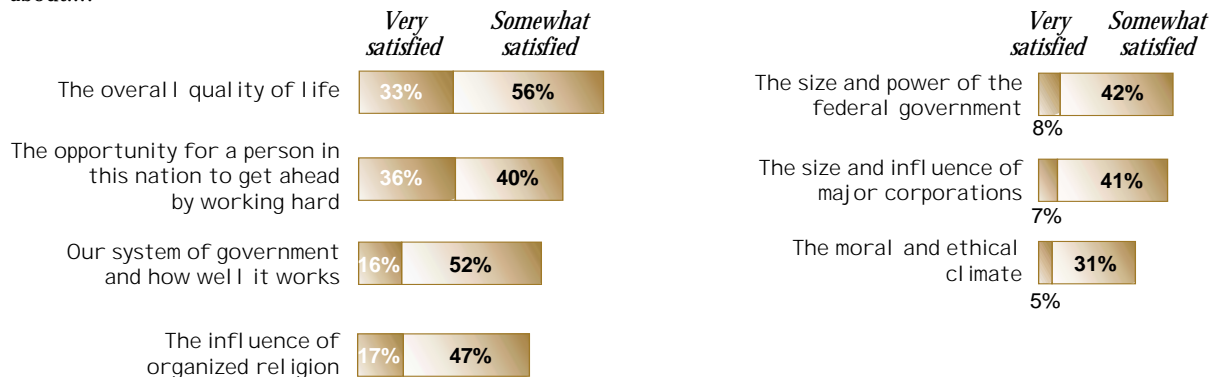 about...
Very satisfied
Somewhat satisfied
The overall quality of life
33%
56%
The opportunity for a person in
this nation to get ahead
by working hard
36%
40%
Our system of government
and how well it works
16%
52%
The influence of
organized religion
17%
47%
Very satisfied
Somewhat satisfied
The size and power of the
federal government
8%
42%
The size and influence of
major corporations
7%
41%
The moral and ethical
climate
5%
31%